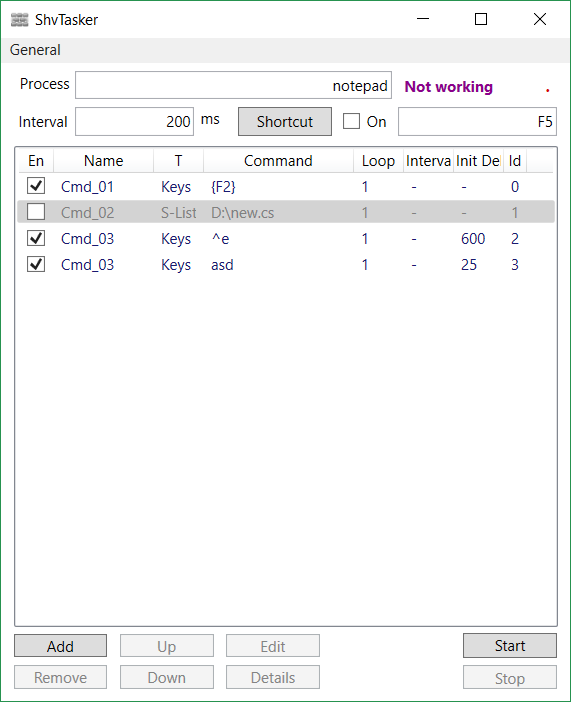 ShvTasker
General
Process notepad Not working .
Interval 200 ms Shortcut On F5
En Name T Command Loop Interva Init Del Id
Cmd_01 Keys {F2} 1 - - 0
Cmd_02 S-List D:\new.cs 1 - - 1
Cmd_03 Keys ^e 1 - 600 2
Cmd_03 Keys asd 1 - 25 3
Add Up Edit Start
Remove Down Details Stop